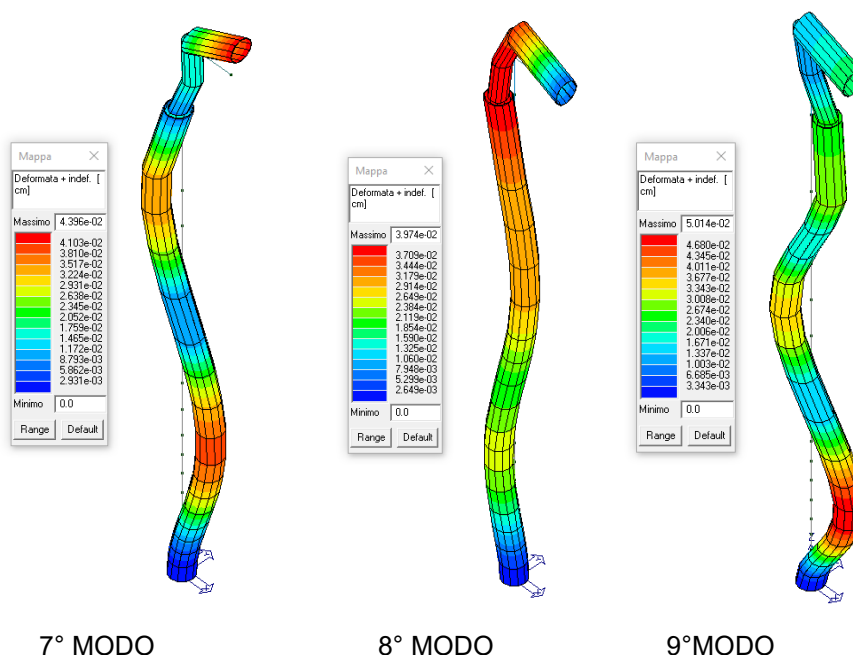 Mappa
Deformata + indef. [
cm]
Massimo 4.396e-02
4.103e-02
3.810e-02
3.517e-02
3.224e-02
2.931e-02
2.638e-02
2.345e-02
2.052e-02
1.759e-02
1.465e-02
1.172e-02
8.793e-03
5.862e-03
2.931e-03
Minimo 0.0
Range Default
Mappa
Deformata + indef. [
cm]
Massimo 3.974e-02
3.709e-02
3.444e-02
3.179e-02
2.914e-02
2.649e-02
2.384e-02
2.119e-02
1.854e-02
1.590e-02
1.325e-02
1.060e-02
7.948e-03
5.299e-03
2.649e-03
Minimo 0.0
Range Default
Mappa
Deformata + indef. [
cm]
Massimo 5.014e-02
4.680e-02
4.345e-02
4.011e-02
3.677e-02
3.343e-02
3.008e-02
2.674e-02
2.340e-02
2.006e-02
1.671e-02
1.337e-02
1.003e-02
6.685e-03
3.343e-03
Minimo 0.0
Range Default
7° MODO
8° MODO
9°MODO